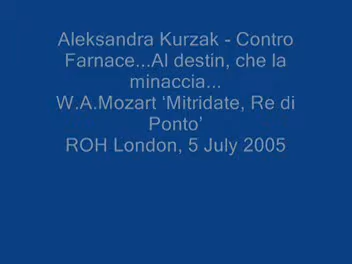 Aleksandra Kurzak - Contro
Farnace...Al destin, che la
minaccia...
W.A.Mozart ‘Mitridate, Re di
Ponto’
ROH London, 5 July 2005